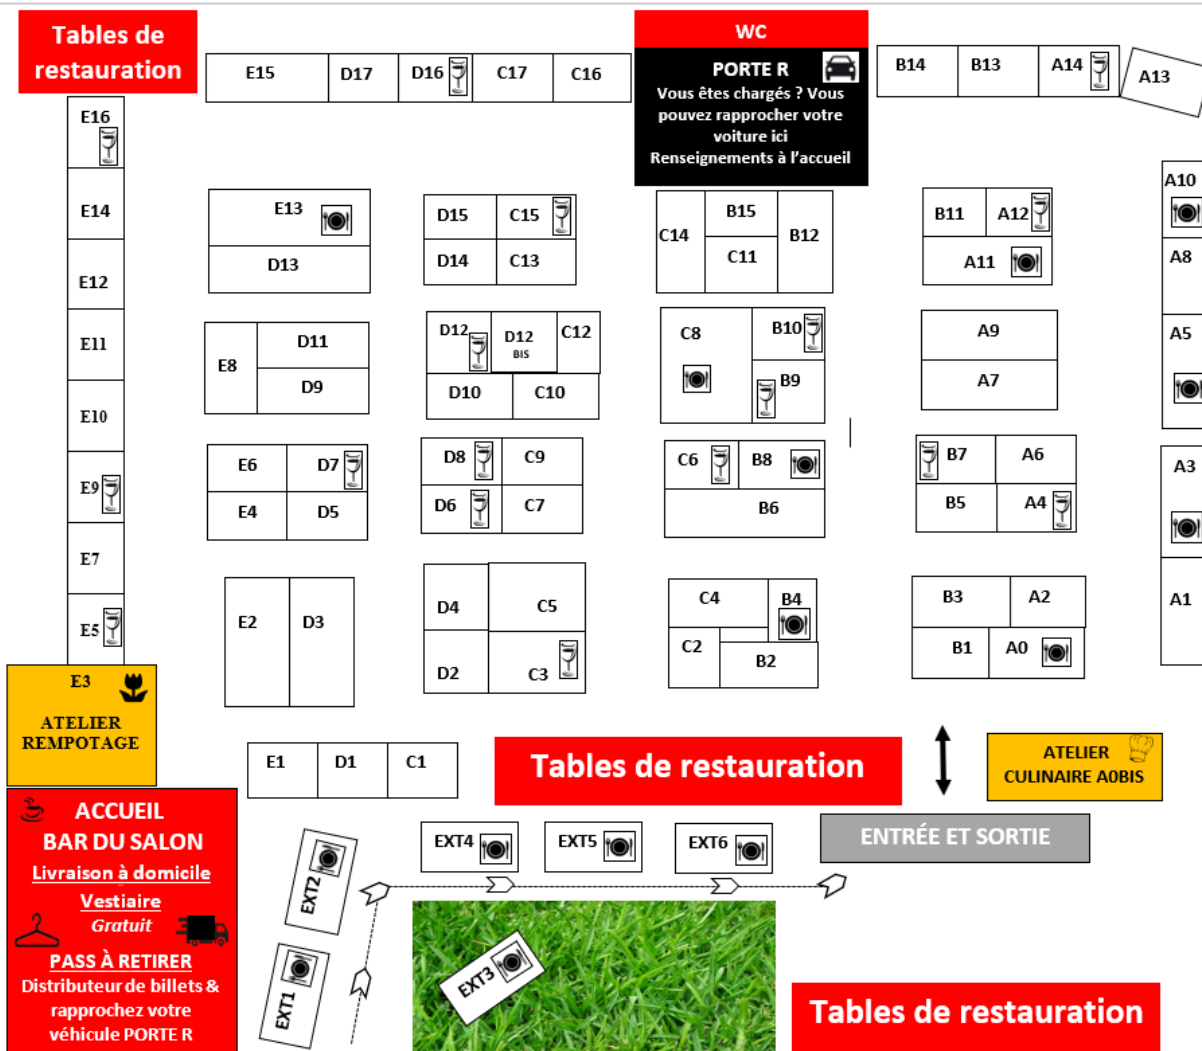 Tables de
restauration
E15
D17
D16
C17
C16
WC
PORTE R
Vous êtes chargés ? Vous
pouvez rapprocher votre
voiture ici
Renseignements à l'accueil
B14
B13
A14
A13
E16
E14
E12
E11
E10
E9
E7
E5
E13
D13
D15
C15
D14
C13
C14
B15
C11
B12
B11
A12
A11
A10
A8
A5
E8
D11
D9
D12
D12
BIS
C12
D10
C10
C8
B10
B9
A9
A7
E6
D7
E4
D5
D8
C9
D6
C7
C6
B8
B6
B7
A6
B5
A4
A3
A1
E2
D3
D4
C5
D2
C3
C4
B4
C2
B2
B3
A2
B1
A0
E3
ATELIER
REMPOTAGE
E1
D1
C1
Tables de restauration
ATELIER
CULINAIRE A0BIS
ACCUEIL
BAR DU SALON
Livraison à domicile
Vestiaire
Gratuit
PASS À RETIRER
Distributeur de billets &
rapprochez votre
véhicule PORTE R
EXT2
EXT1
EXT4
EXT5
EXT6
ENTRÉE ET SORTIE
EXT3
Tables de restauration